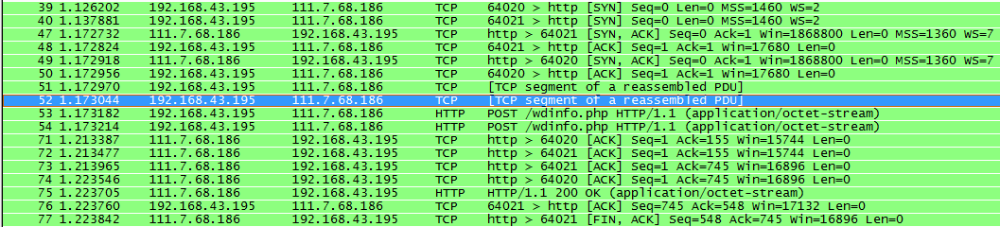 39 1.126202 192.168.43.195 111.7.68.186 TCP 64020 > http [SYN] Seq=0 Len=0 MSS=1460 WS=2
40 1.137881 192.168.43.195 111.7.68.186 TCP 64021 > http [SYN] Seq=0 Len=0 MSS=1460 WS=2
47 1.172732 111.7.68.186 192.168.43.195 TCP http > 64021 [SYN, ACK] Seq=0 Ack=1 Win=1868800 Len=0 MSS=1360 WS=7
48 1.172824 192.168.43.195 111.7.68.186 TCP 64021 > http [ACK] Seq=1 Ack=1 Win=17680 Len=0
49 1.172918 111.7.68.186 192.168.43.195 TCP http > 64020 [SYN, ACK] Seq=0 Ack=1 Win=1868800 Len=0 MSS=1360 WS=7
50 1.172956 192.168.43.195 111.7.68.186 TCP 64020 > http [ACK] Seq=1 Ack=1 Win=17680 Len=0
51 1.172970 192.168.43.195 111.7.68.186 TCP [TCP segment of a reassembled PDU]
52 1.173044 192.168.43.195 111.7.68.186 TCP [TCP segment of a reassembled PDU]
53 1.173182 192.168.43.195 111.7.68.186 HTTP POST /wdinfo.php HTTP/1.1 (application/octet-stream)
54 1.173214 192.168.43.195 111.7.68.186 HTTP POST /wdinfo.php HTTP/1.1 (application/octet-stream)
71 1.213387 111.7.68.186 192.168.43.195 TCP http > 64020 [ACK] Seq=1 Ack=155 Win=15744 Len=0
72 1.213477 111.7.68.186 192.168.43.195 TCP http > 64021 [ACK] Seq=1 Ack=155 Win=15744 Len=0
73 1.213965 111.7.68.186 192.168.43.195 TCP http > 64021 [ACK] Seq=1 Ack=745 Win=16896 Len=0
74 1.223546 111.7.68.186 192.168.43.195 TCP http > 64020 [ACK] Seq=1 Ack=745 Win=16896 Len=0
75 1.223705 111.7.68.186 192.168.43.195 HTTP HTTP/1.1 200 OK (application/octet-stream)
76 1.223760 192.168.43.195 111.7.68.186 TCP 64021 > http [ACK] Seq=745 Ack=548 Win=17132 Len=0
77 1.223842 111.7.68.186 192.168.43.195 TCP http > 64021 [FIN, ACK] Seq=548 Ack=745 Win=16896 Len=0